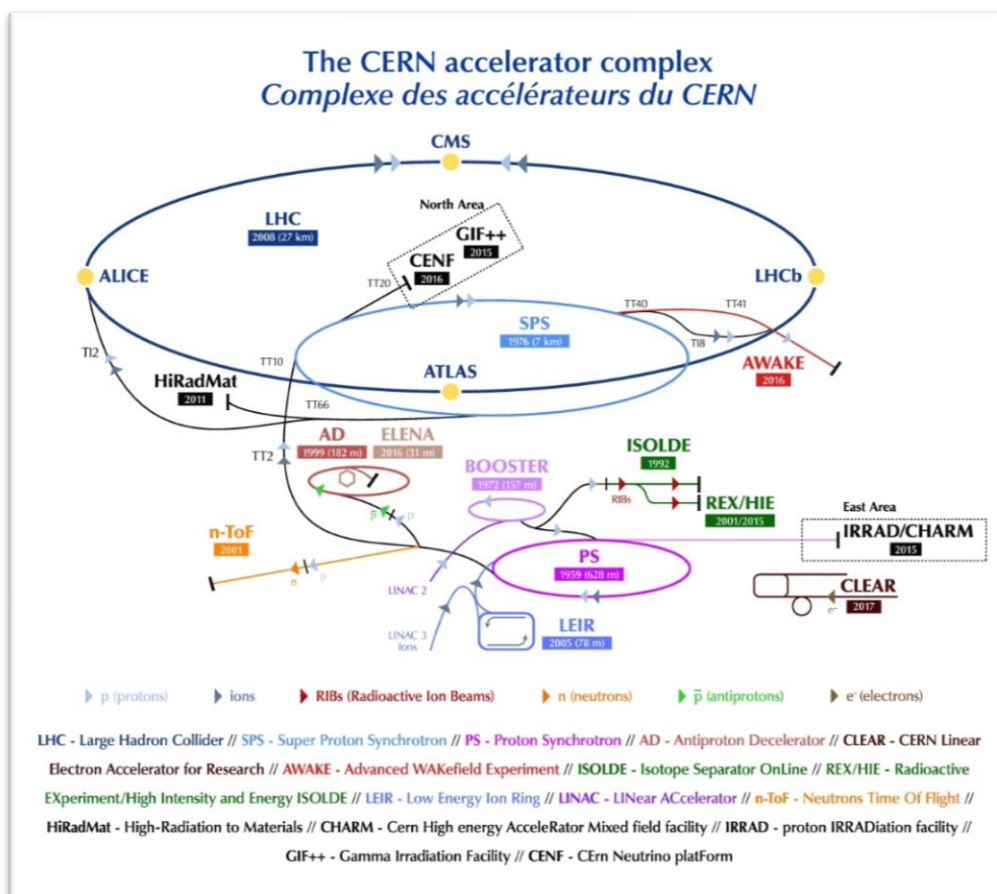 The CERN accelerator complex
Complexe des accélérateurs du CERN
CMS
North Area
LHC
2008 (27 km)
GIF++
2015
CENF
2016
ALICE
TT20
LHCb
TT40
TT41
SPS
1976 (7 km)
TI8
TI2
TT10
ATLAS
AWAKE
2016
HiRadMat
2011
TT66
AD
1999 (182 m)
ELENA
2016 (31 m)
TT2
ISOLDE
1992
BOOSTER
1972 (157 m)
RIBs
REX/HIE
2001/2015
p̅
p
East Area
n-ToF
2001
IRRAD/CHARM
2015
PS
1959 (628 m)
n
p
LINAC 2
CLEAR
2017
e⁻
LINAC 3
Ions
LEIR
2005 (78 m)
p (protons)
ions
RIBs (Radioactive Ion Beams)
n (neutrons)
p̅ (antiprotons)
e⁻ (electrons)
LHC - Large Hadron Collider // SPS - Super Proton Synchrotron // PS - Proton Synchrotron // AD - Antiproton Decelerator // CLEAR - CERN Linear
Electron Accelerator for Research // AWAKE - Advanced WAKefield Experiment // ISOLDE - Isotope Separator OnLine // REX/HIE - Radioactive
EXperiment/High Intensity and Energy ISOLDE // LEIR - Low Energy Ion Ring // LINAC - LINear ACcelerator // n-ToF - Neutrons Time Of Flight //
HiRadMat - High-Radiation to Materials // CHARM - Cern High energy AcceleRator Mixed field facility // IRRAD - proton IRRADiation facility //
GIF++ - Gamma Irradiation Facility // CENF - CErn Neutrino platForm